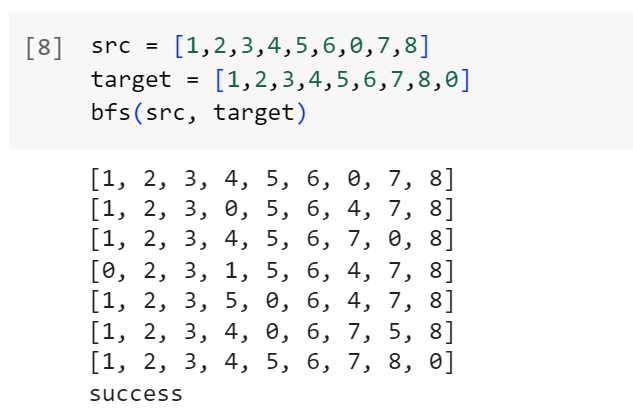 [8] src = [1,2,3,4,5,6,0,7,8]
target = [1,2,3,4,5,6,7,8,0]
bfs(src, target)
[1, 2, 3, 4, 5, 6, 0, 7, 8]
[1, 2, 3, 0, 5, 6, 4, 7, 8]
[1, 2, 3, 4, 5, 6, 7, 0, 8]
[0, 2, 3, 1, 5, 6, 4, 7, 8]
[1, 2, 3, 5, 0, 6, 4, 7, 8]
[1, 2, 3, 4, 0, 6, 7, 5, 8]
[1, 2, 3, 4, 5, 6, 7, 8, 0]
success